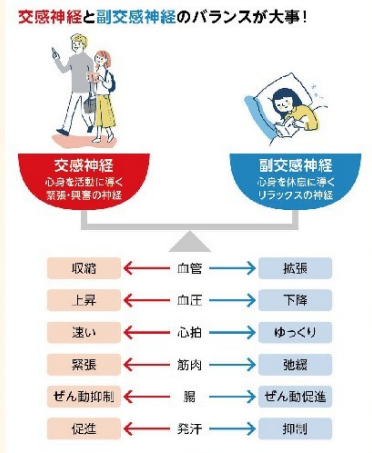 交感神経と副交感神経のバランスが大事！
交感神経
心身を活動に導く
緊張・興奮の神経
副交感神経
心身を休息に導く
リラックスの神経
収縮 血管 拡張
上昇 血圧 下降
速い 心拍 ゆっくり
緊張 筋肉 弛緩
ぜん動抑制 腸 ぜん動促進
促進 発汗 抑制